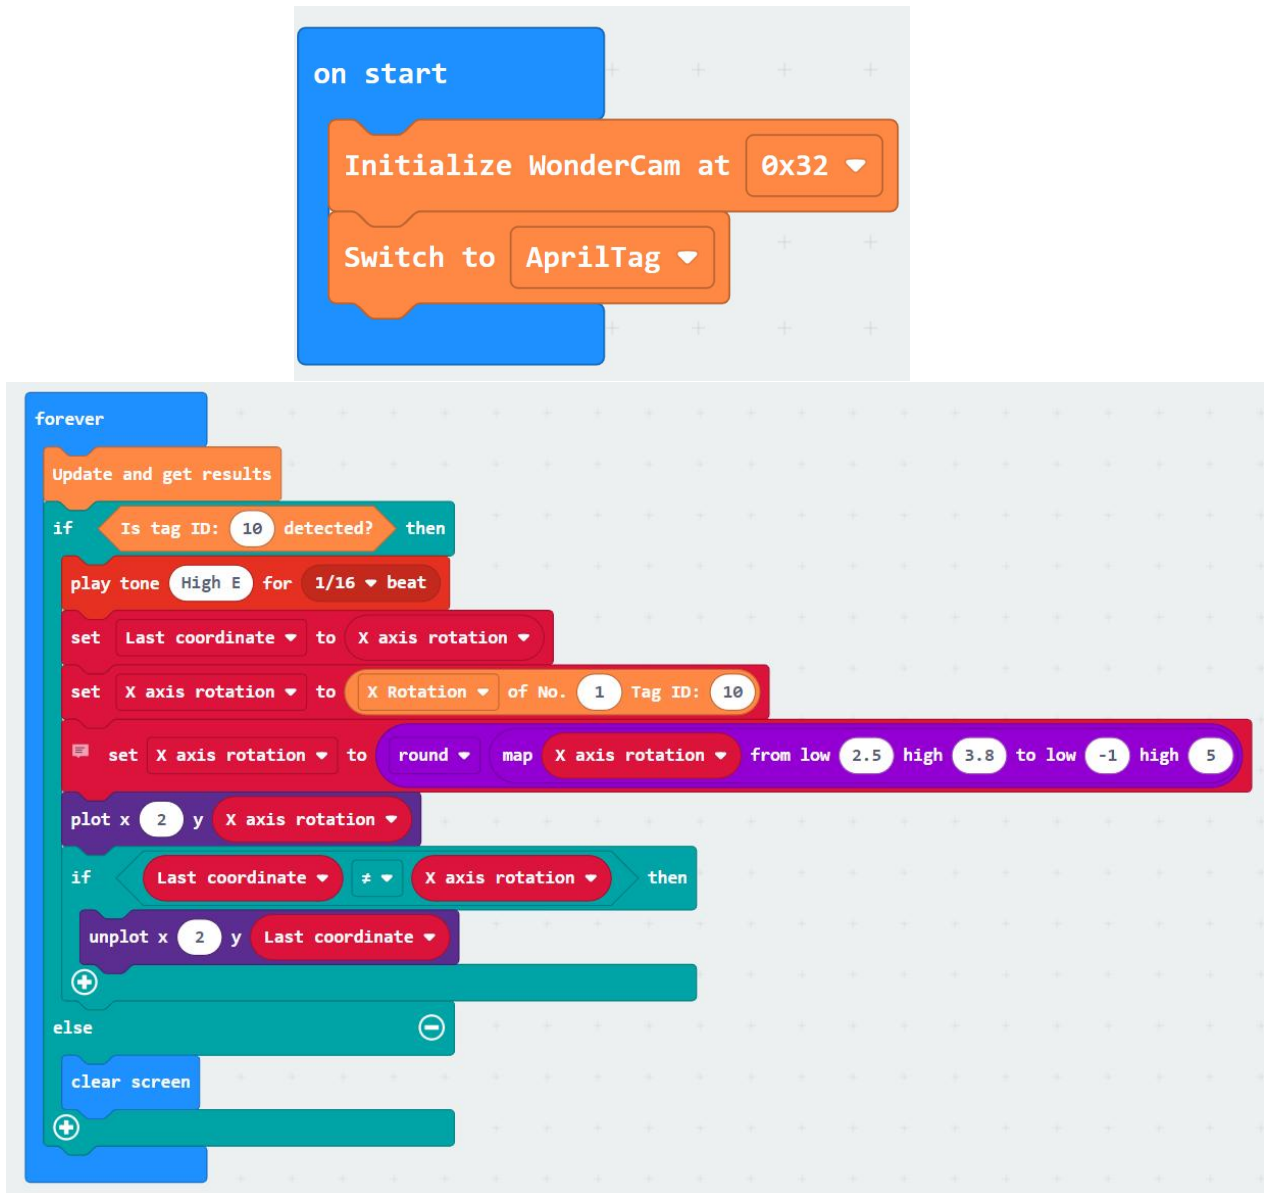 on start
Initialize WonderCam at 0x32
Switch to AprilTag
forever
Update and get results
if Is tag ID: 10 detected? then
play tone High E for 1/16 beat
set Last coordinate to X axis rotation
set X axis rotation to X Rotation of No. 1 Tag ID: 10
set X axis rotation to round map X axis rotation from low 2.5 high 3.8 to low -1 high 5
plot x 2 y X axis rotation
if Last coordinate ≠ X axis rotation then
unplot x 2 y Last coordinate
else
clear screen